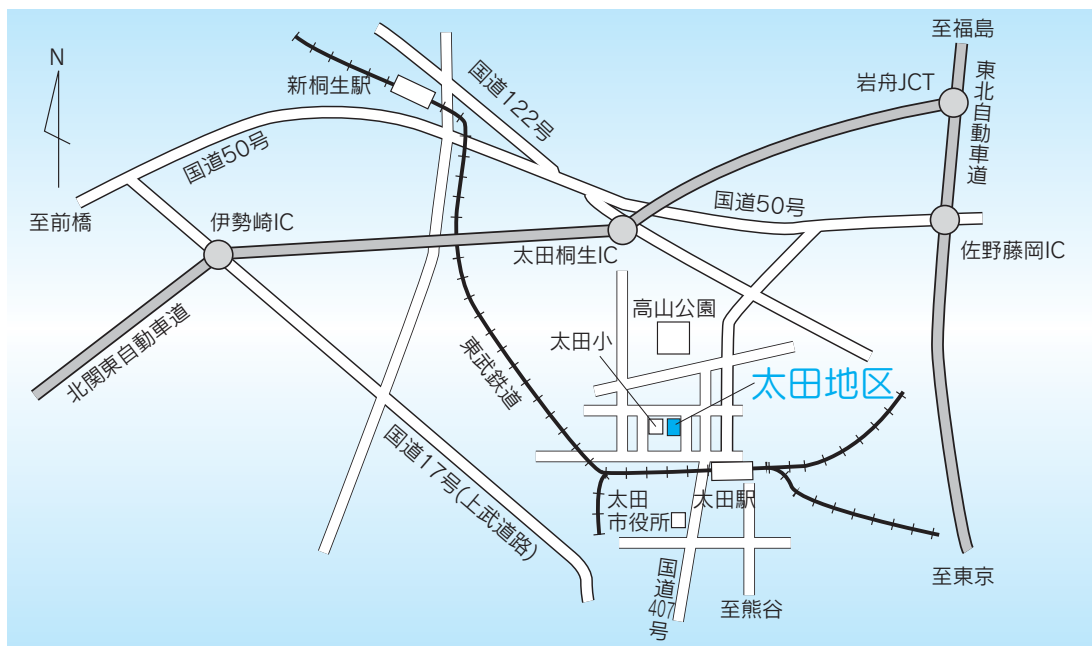 至福島
N
新桐生駅
国道122号
岩舟JCT
東北自動車道
国道50号
至前橋
伊勢崎IC
国道50号
太田桐生IC
佐野藤岡IC
北関東自動車道
高山公園
太田小
東武鉄道
太田地区
国道17号(上武道路)
太田
市役所
太田駅
国道407号
至熊谷
至東京